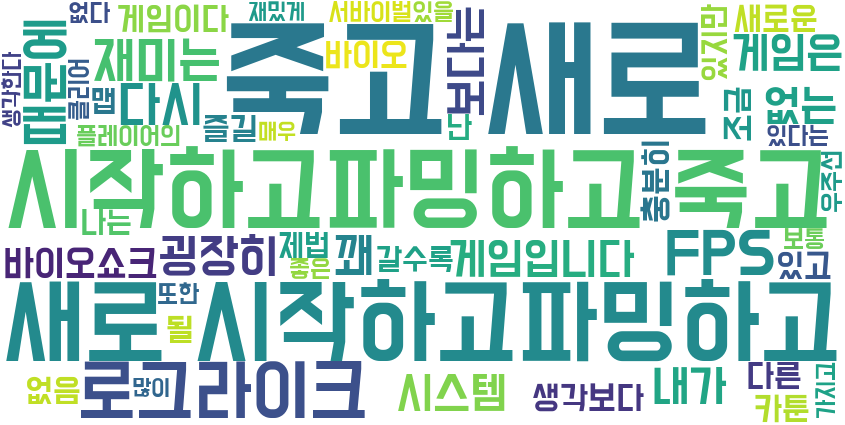 없다 게임이다 재밌게 서바이벌 있을
생각한다 때문에 클리어 맵 재미는 다시 죽고 바이오 보다는 새로 있지만 새로운 게임은
플레이어의 즐길 매우 난 조금 없는 있다는
시작하고 파밍하고 죽고 충분히 우주선
나는
바이오쇼크 굉장히 제법 좋은 꽤 갈수록 게임입니다 FPS 보통 있고
새로 또한 될 시작하고 파밍하고
없음 많이 로그라이크 시스템 생각보다 내가 다른 카툰 가지고